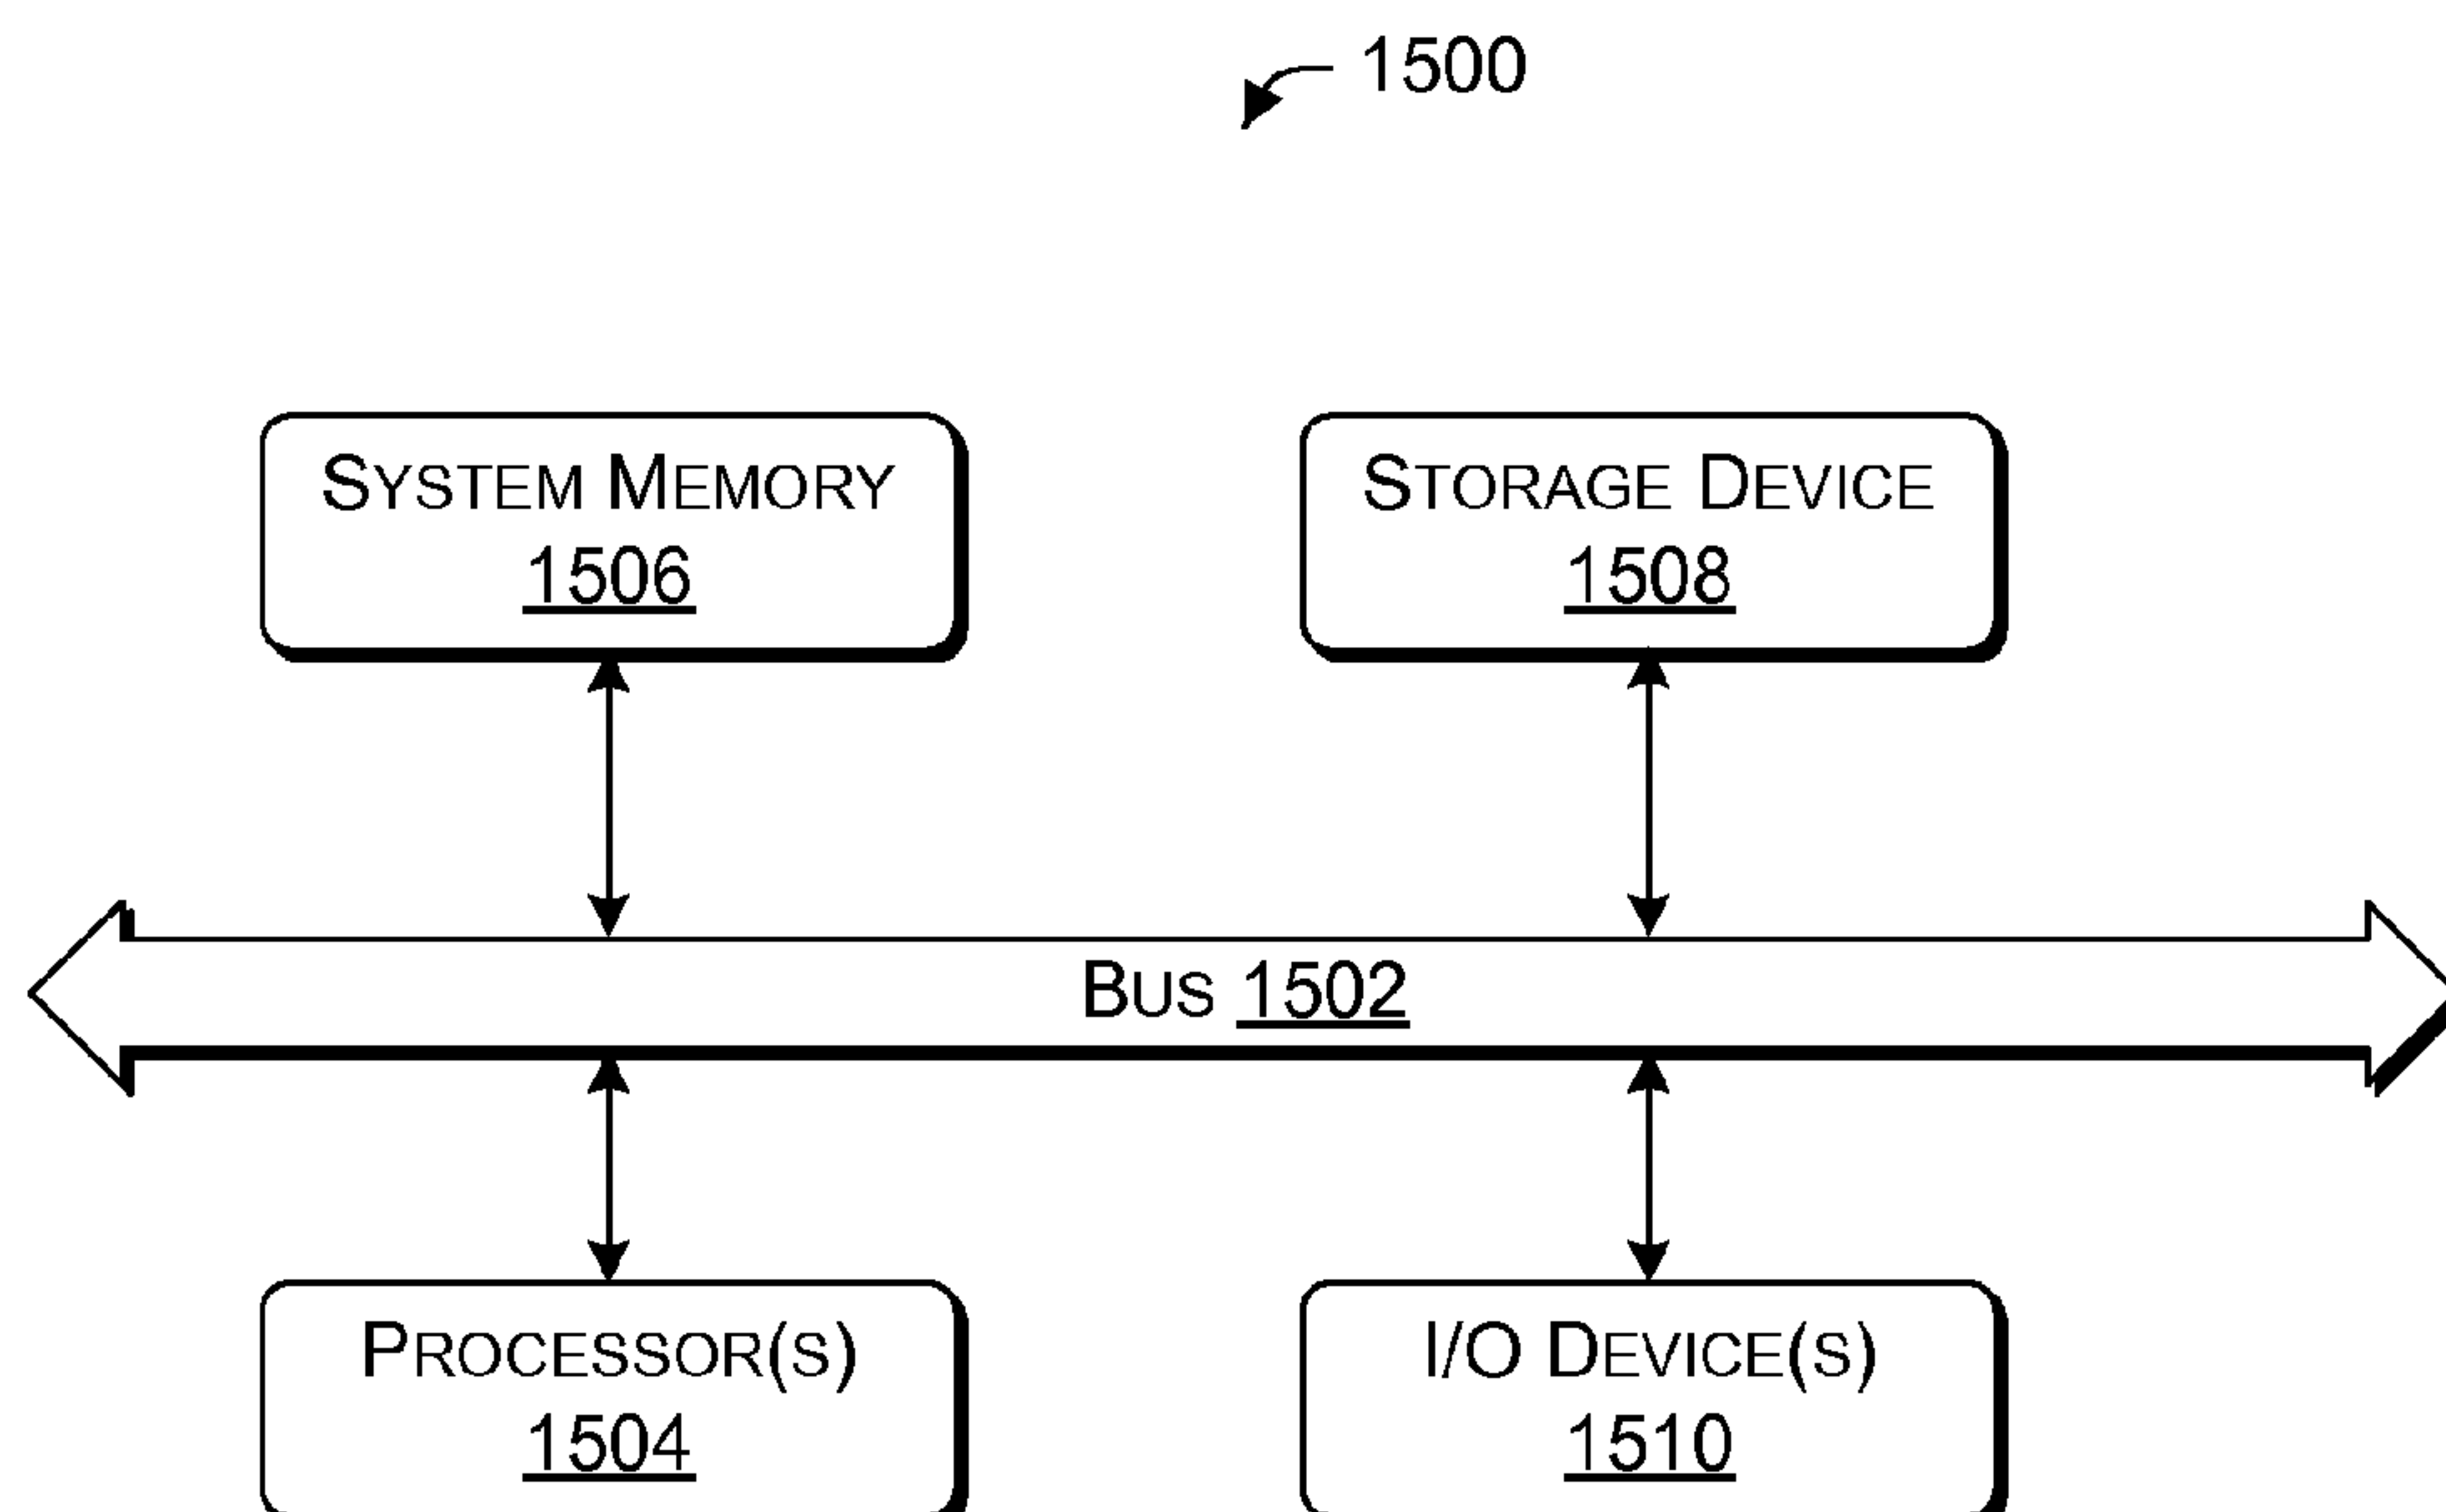 1500
SYSTEM MEMORY
1506
STORAGE DEVICE
1508
BUS 1502
PROCESSOR(S)
1504
I/O DEVICE(S)
1510